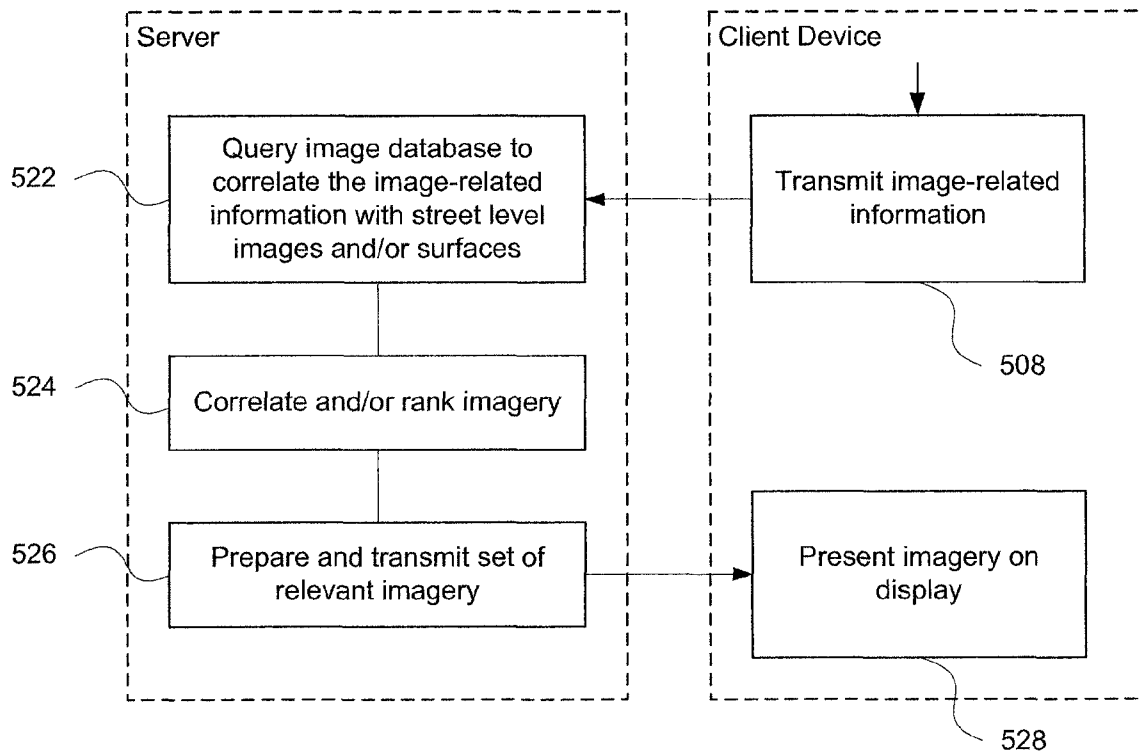 Server
Client Device
522
Query image database to
correlate the image-related
information with street level
images and/or surfaces
Transmit image-related
information
508
524
Correlate and/or rank imagery
526
Prepare and transmit set of
relevant imagery
Present imagery on
display
528